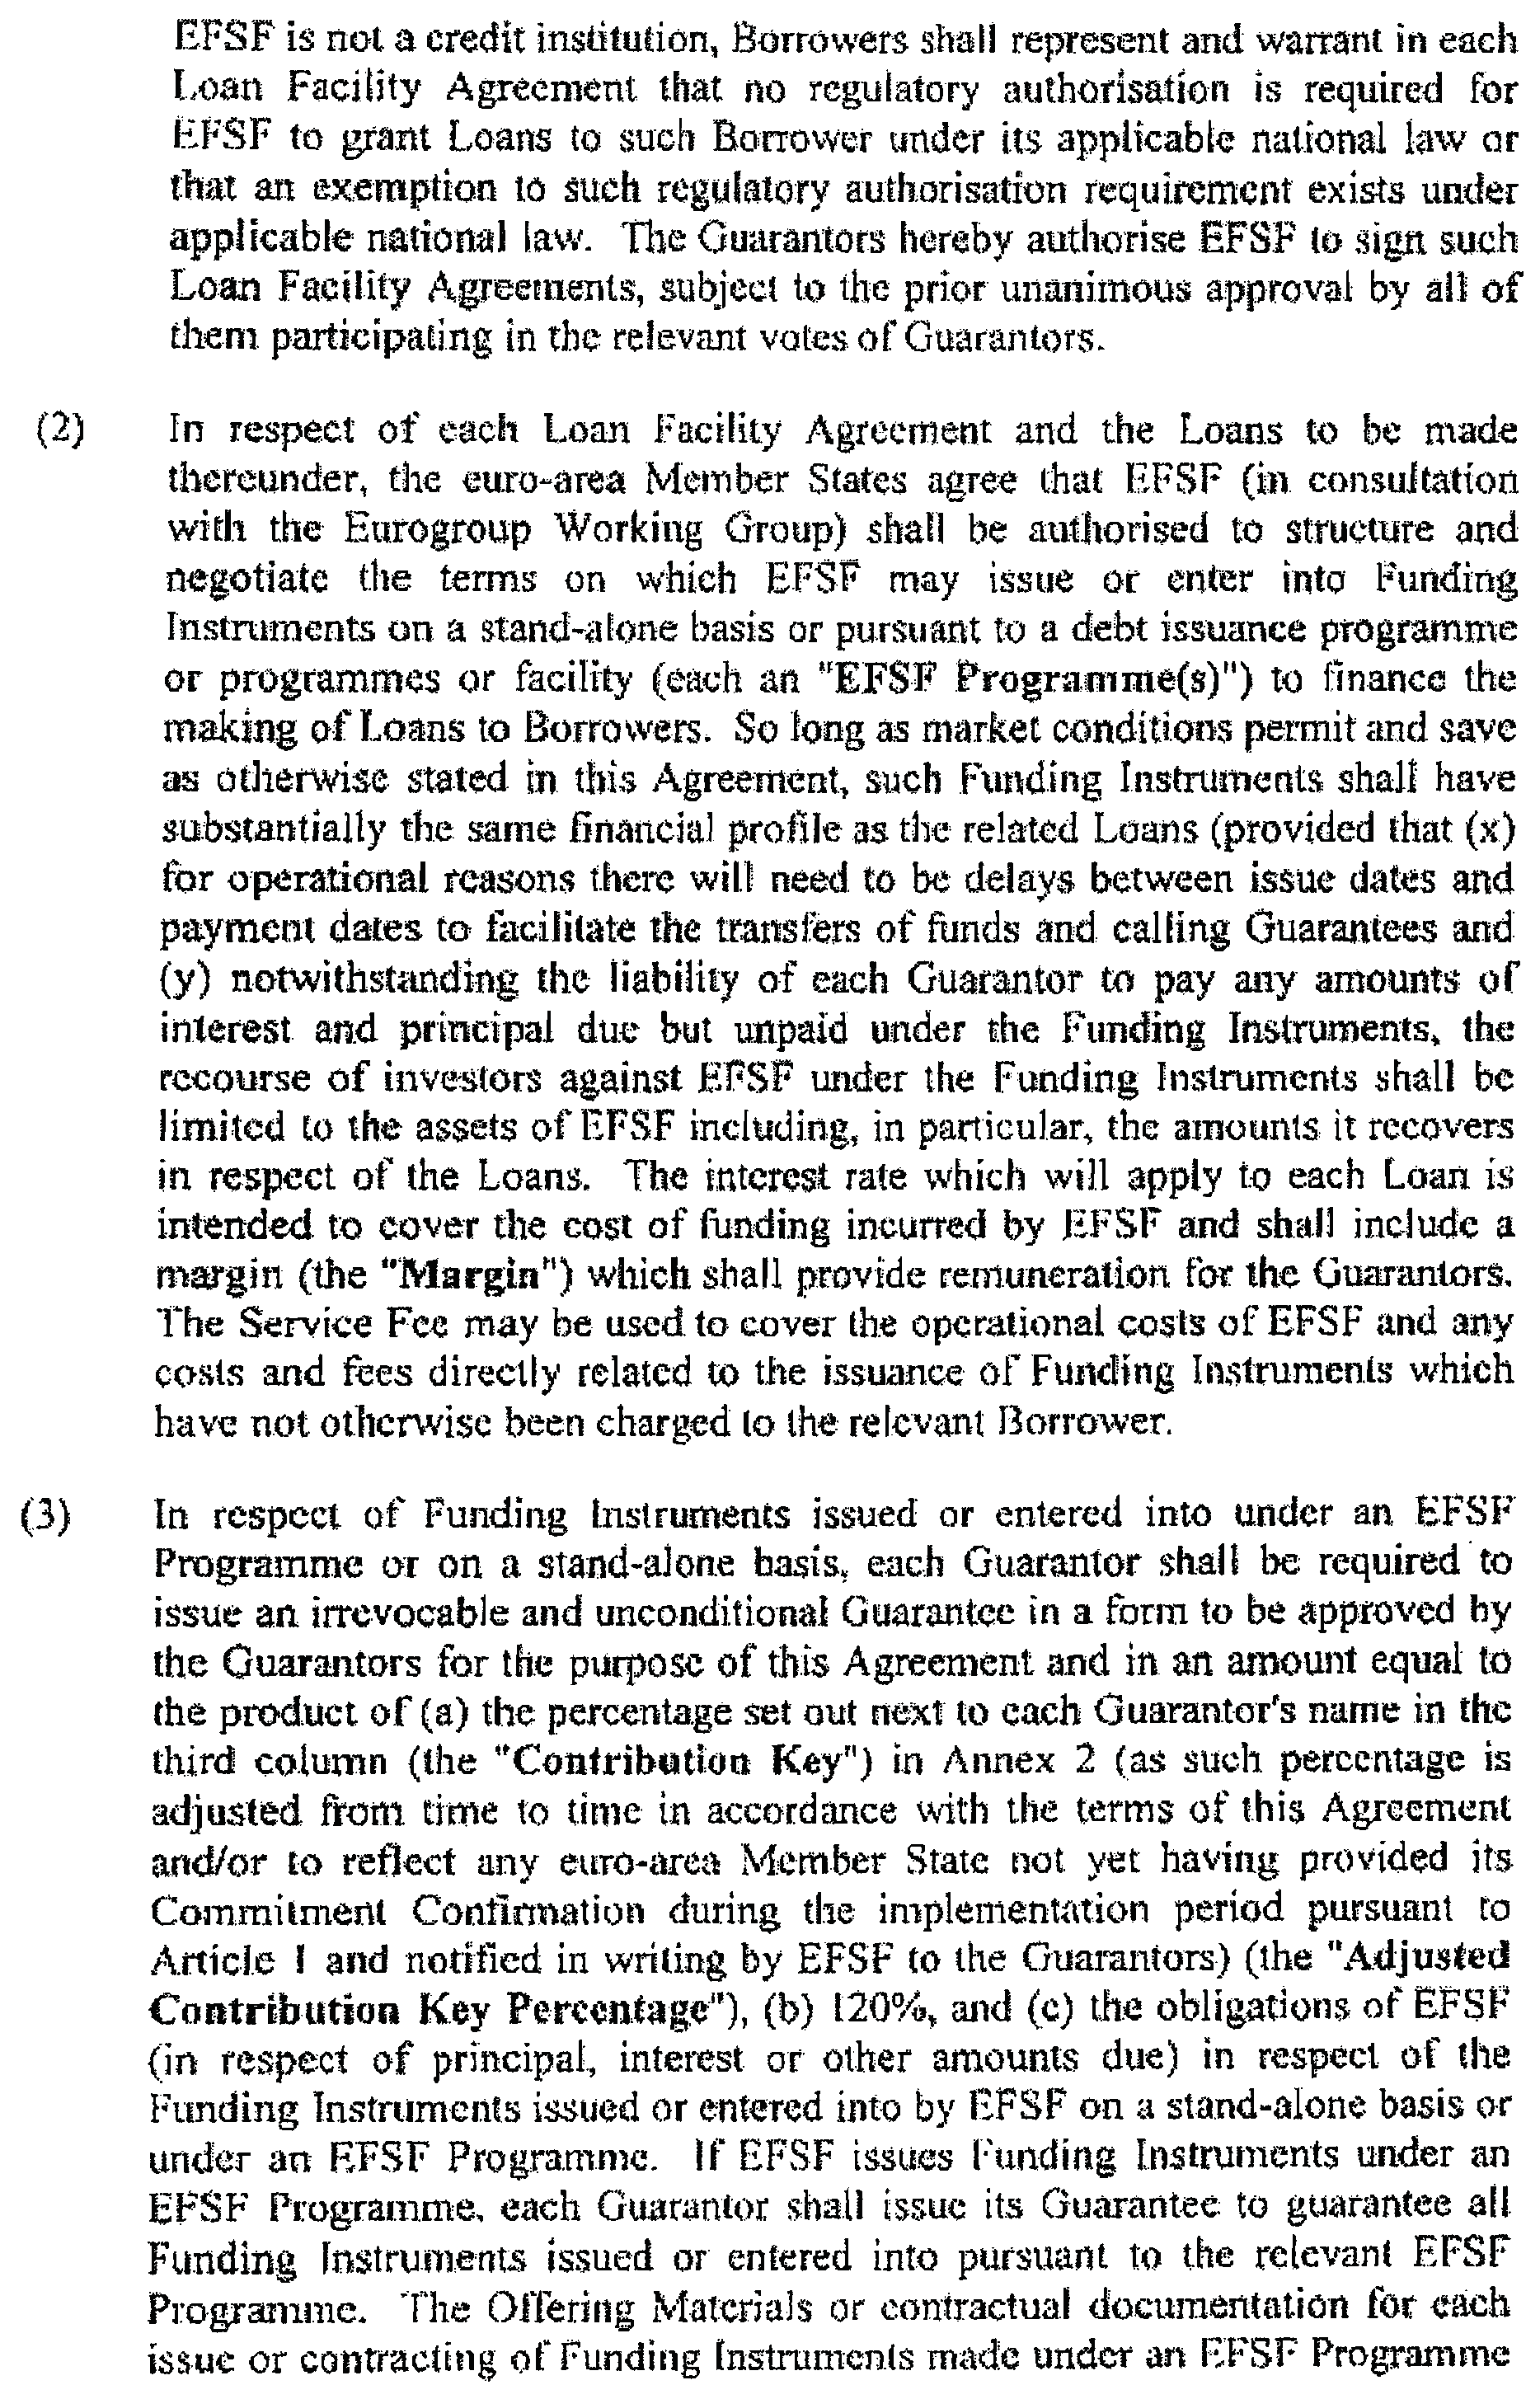 EFSF is not a credit institution, Borrowers shall represent and warrant in each
Loan Facility Agreement that no regulatory authorisation is required for
EFSF to grant Loans to such Borrower under its applicable national law or
that an exemption to such regulatory authorisation requirement exists under
applicable national law. The Guarantors hereby authorise EFSF to sign such
Loan Facility Agreements, subject to the prior unanimous approval by all of
them participating in the relevant votes of Guarantors.
(2) In respect of each Loan Facility Agreement and the Loans to be made
thereunder, the euro-area Member States agree that EFSF (in consultation
with the Eurogroup Working Group) shall be authorised to structure and
negotiate the terms on which EFSF may issue or enter into Funding
Instruments on a stand-alone basis or pursuant to a debt issuance programme
or programmes or facility (each an "EFSF Programme(s)") to finance the
making of Loans to Borrowers. So long as market conditions permit and save
as otherwise stated in this Agreement, such Funding Instruments shall have
substantially the same financial profile as the related Loans (provided that (x)
for operational reasons there will need to be delays between issue dates and
payment dates to facilitate the transfers of funds and calling Guarantees and
(y) notwithstanding the liability of each Guarantor to pay any amounts of
interest and principal due but unpaid under the Funding Instruments, the
recourse of investors against EFSF under the Funding Instruments shall be
limited to the assets of EFSF including, in particular, the amounts it recovers
in respect of the Loans. The interest rate which will apply to each Loan is
intended to cover the cost of funding incurred by EFSF and shall include a
margin (the "Margin") which shall provide remuneration for the Guarantors.
The Service Fee may be used to cover the operational costs of EFSF and any
costs and fees directly related to the issuance of Funding Instruments which
have not otherwise been charged to the relevant Borrower.
(3) In respect of Funding Instruments issued or entered into under an EFSF
Programme or on a stand-alone basis, each Guarantor shall be required to
issue an irrevocable and unconditional Guarantee in a form to be approved by
the Guarantors for the purpose of this Agreement and in an amount equal to
the product of (a) the percentage set out next to each Guarantor's name in the
third column (the "Contribution Key") in Annex 2 (as such percentage is
adjusted from time to time in accordance with the terms of this Agreement
and/or to reflect any euro-area Member State not yet having provided its
Commitment Confirmation during the implementation period pursuant to
Article 1 and notified in writing by EFSF to the Guarantors) (the "Adjusted
Contribution Key Percentage"), (b) 120%, and (c) the obligations of EFSF
(in respect of principal, interest or other amounts due) in respect of the
Funding Instruments issued or entered into by EFSF on a stand-alone basis or
under an EFSF Programme. If EFSF issues Funding Instruments under an
EFSF Programme, each Guarantor shall issue its Guarantee to guarantee all
Funding Instruments issued or entered into pursuant to the relevant EFSF
Programme. The Offering Materials or contractual documentation for each
issue or contracting of Funding Instruments made under an EFSF Programme